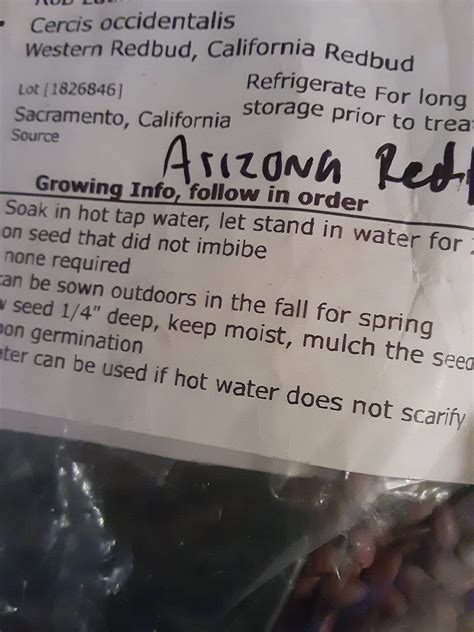 Cercis occidentalis
Western Redbud, California Redbud
Lot [1826846]
Refrigerate For long
Sacramento, California
storage prior to trea
Source
Arizona Red
Growing Info, follow in order
Soak in hot tap water, let stand in water for
on seed that did not imbibe
none required
can be sown outdoors in the fall for spring
seed 1/4" deep, keep moist, mulch the seed
on germination
ter can be used if hot water does not scarify